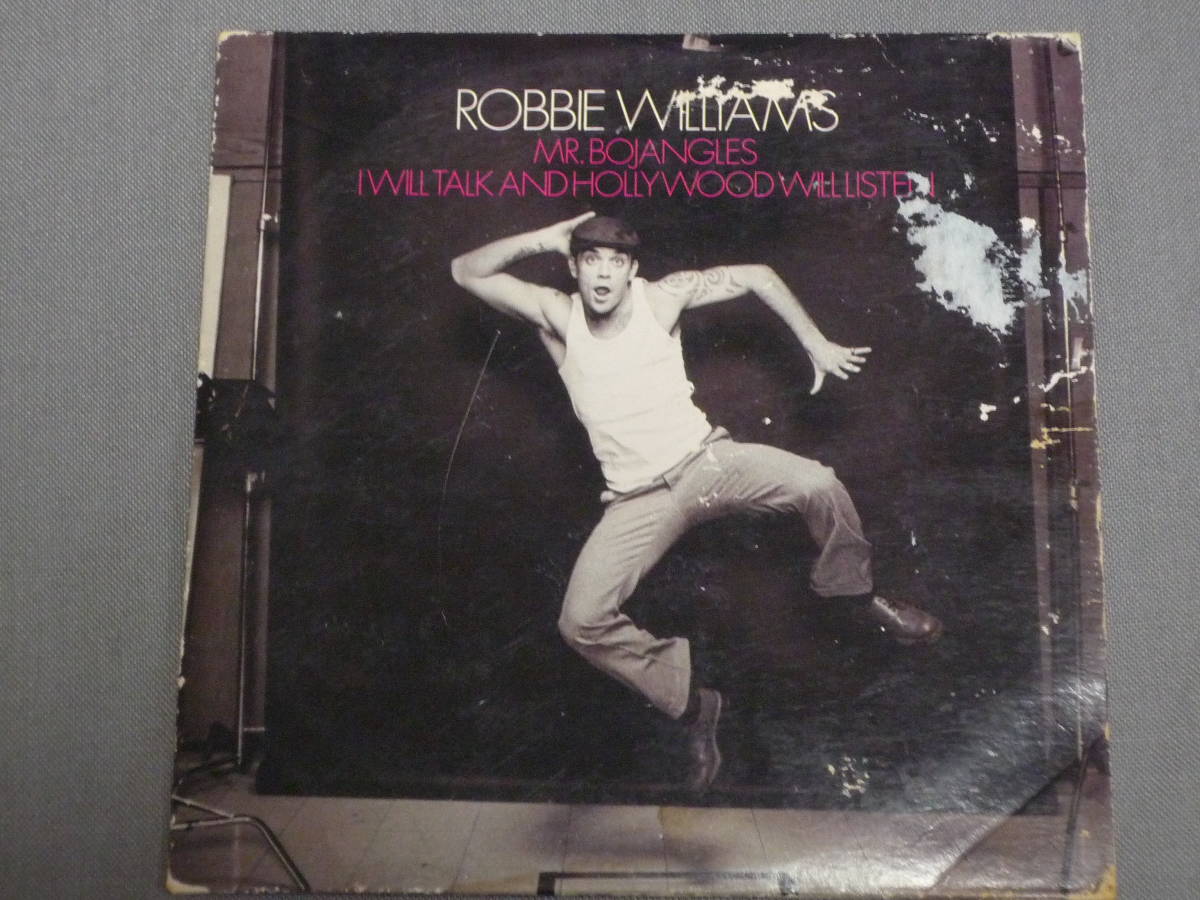 ROBBIE WILLIAMS
MR. BOJANGLES
I WILL TALK AND HOLLYWOOD WILL LISTEN